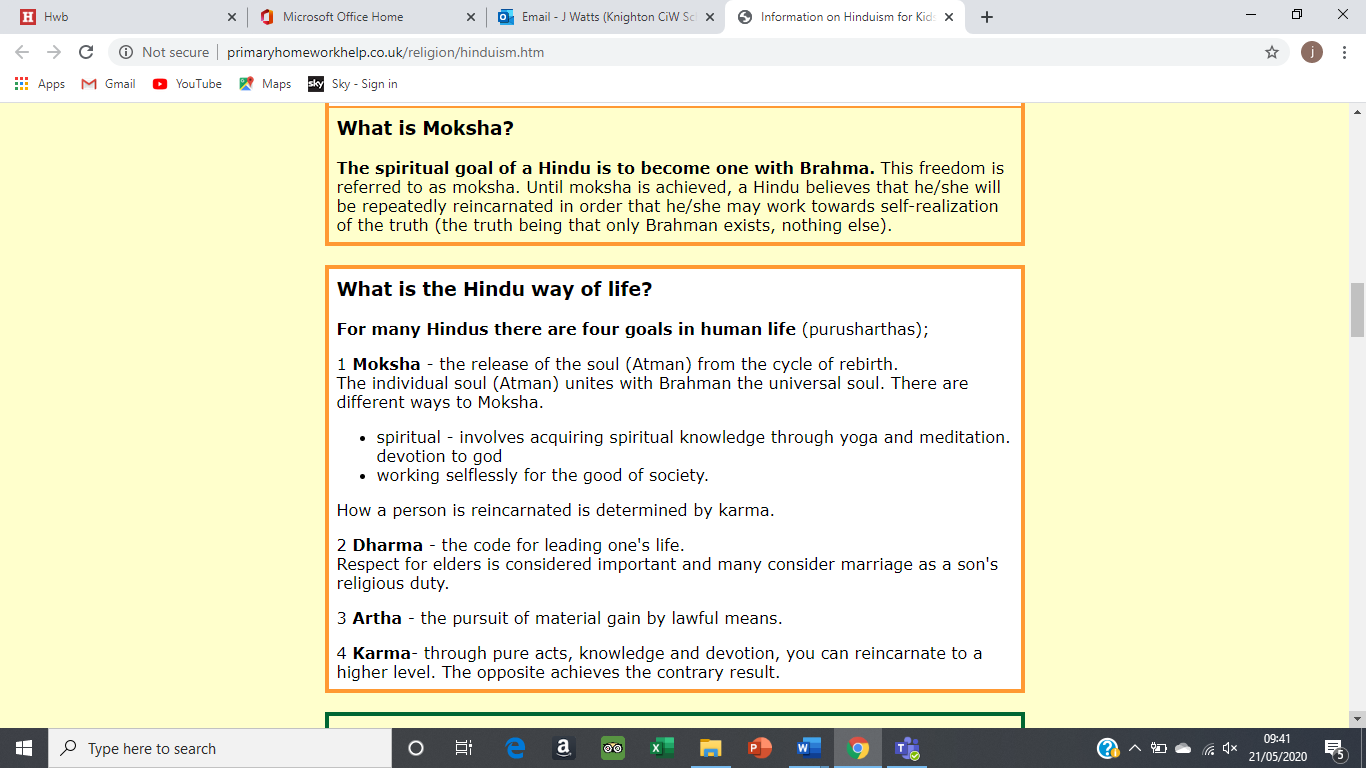 Hwb
Microsoft Office Home
Email - J Watts (Knighton CiW Sc
Information on Hinduism for Kids
Not secure
primaryhomeworkhelp.co.uk/religion/hinduism.htm
j
Apps
Gmail
YouTube
Maps
sky
Sky - Sign in
What is Moksha?
The spiritual goal of a Hindu is to become one with Brahma. This freedom is
referred to as moksha. Until moksha is achieved, a Hindu believes that he/she will
be repeatedly reincarnated in order that he/she may work towards self-realization
of the truth (the truth being that only Brahman exists, nothing else).
What is the Hindu way of life?
For many Hindus there are four goals in human life (purusharthas);
1 Moksha - the release of the soul (Atman) from the cycle of rebirth.
The individual soul (Atman) unites with Brahman the universal soul. There are
different ways to Moksha.
• spiritual - involves acquiring spiritual knowledge through yoga and meditation.
devotion to god
• working selflessly for the good of society.
How a person is reincarnated is determined by karma.
2 Dharma - the code for leading one's life.
Respect for elders is considered important and many consider marriage as a son's
religious duty.
3 Artha - the pursuit of material gain by lawful means.
4 Karma- through pure acts, knowledge and devotion, you can reincarnate to a
higher level. The opposite achieves the contrary result.
Type here to search
09:41
21/05/2020
5